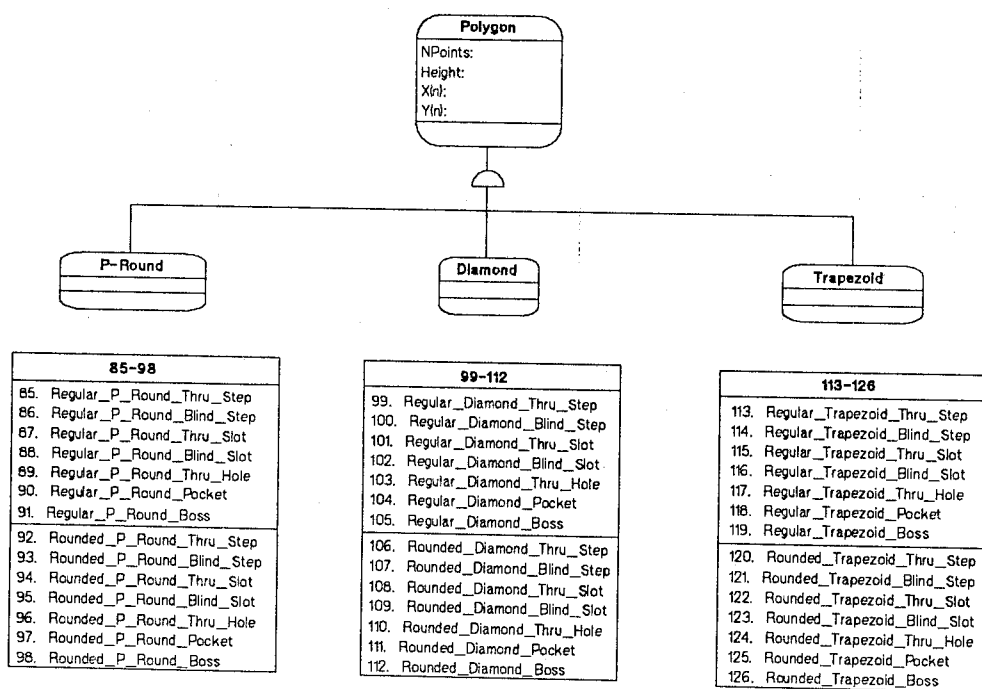 Polygon
NPoints:
Height:
X(n):
Y(n):
P-Round
Diamond
Trapezoid
85-98
85. Regular_P_Round_Thru_Step
86. Regular_P_Round_Blind_Step
87. Regular_P_Round_Thru_Slot
88. Regular_P_Round_Blind_Slot
89. Regular_P_Round_Thru_Hole
90. Regular_P_Round_Pocket
91. Regular_P_Round_Boss
92. Rounded_P_Round_Thru_Step
93. Rounded_P_Round_Blind_Step
94. Rounded_P_Round_Thru_Slot
95. Rounded_P_Round_Blind_Slot
96. Rounded_P_Round_Thru_Hole
97. Rounded_P_Round_Pocket
98. Rounded_P_Round_Boss
99-112
99. Regular_Diamond_Thru_Step
100. Regular_Diamond_Blind_Step
101. Regular_Diamond_Thru_Slot
102. Regular_Diamond_Blind_Slot
103. Regular_Diamond_Thru_Hole
104. Regular_Diamond_Pocket
105. Regular_Diamond_Boss
106. Rounded_Diamond_Thru_Step
107. Rounded_Diamond_Blind_Step
108. Rounded_Diamond_Thru_Slot
109. Rounded_Diamond_Blind_Slot
110. Rounded_Diamond_Thru_Hole
111. Rounded_Diamond_Pocket
112. Rounded_Diamond_Boss
113-126
113. Regular_Trapezoid_Thru_Step
114. Regular_Trapezoid_Blind_Step
115. Regular_Trapezoid_Thru_Slot
116. Regular_Trapezoid_Blind_Slot
117. Regular_Trapezoid_Thru_Hole
118. Regular_Trapezoid_Pocket
119. Regular_Trapezoid_Boss
120. Rounded_Trapezoid_Thru_Step
121. Rounded_Trapezoid_Blind_Step
122. Rounded_Trapezoid_Thru_Slot
123. Rounded_Trapezoid_Blind_Slot
124. Rounded_Trapezoid_Thru_Hole
125. Rounded_Trapezoid_Pocket
126. Rounded_Trapezoid_Boss